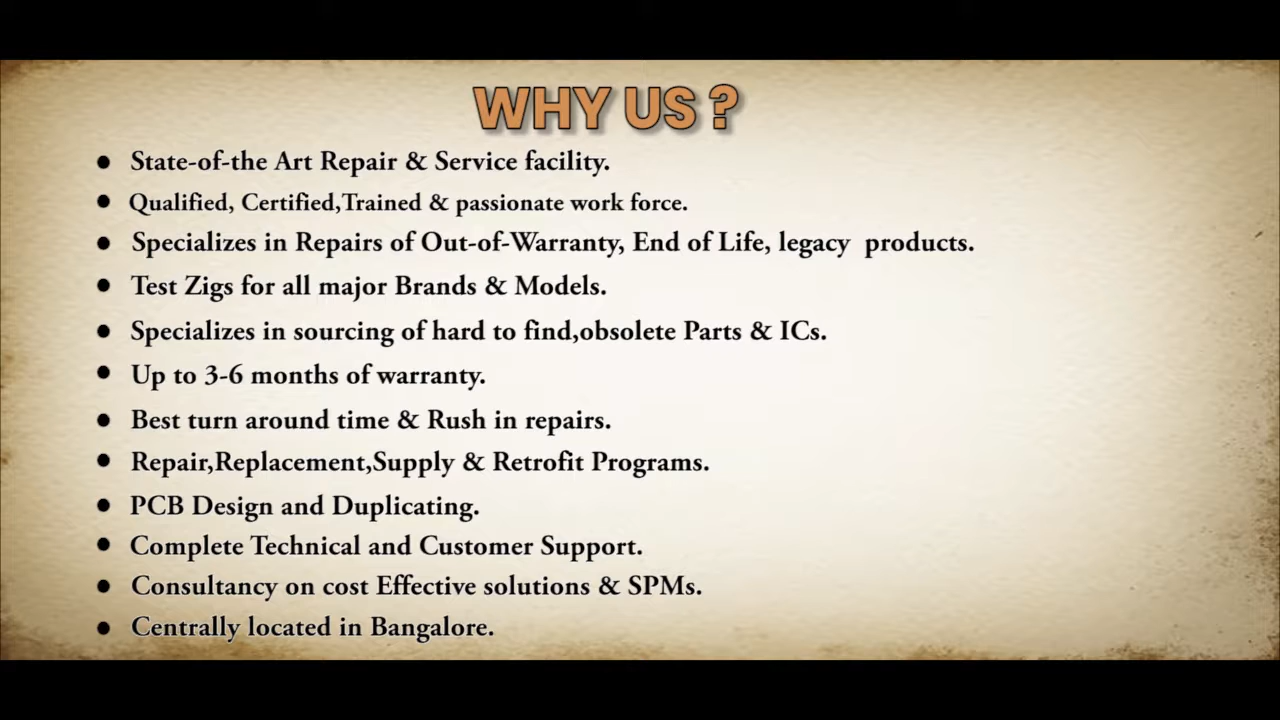 WHY US ?
● State-of-the Art Repair & Service facility.
● Qualified, Certified,Trained & passionate work force.
● Specializes in Repairs of Out-of-Warranty, End of Life, legacy  products.
● Test Zigs for all major Brands & Models.
● Specializes in sourcing of hard to find,obsolete Parts & ICs.
● Up to 3-6 months of warranty.
● Best turn around time & Rush in repairs.
● Repair,Replacement,Supply & Retrofit Programs.
● PCB Design and Duplicating.
● Complete Technical and Customer Support.
● Consultancy on cost Effective solutions & SPMs.
● Centrally located in Bangalore.